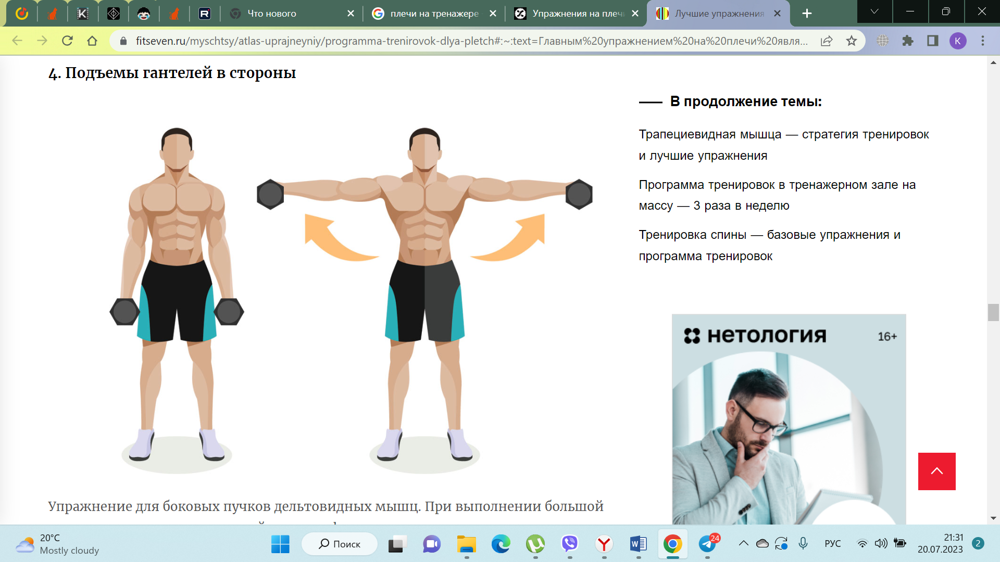 Что нового
плечи на тренажере
Упражнения на плечи
Лучшие упражнения
fitseven.ru/myschtsy/atlas-uprajneyniy/programma-trenirovok-dlya-pletch#:~:text=Главным%20упражнением%20на%20плечи%20явля...
K
4. Подъемы гантелей в стороны
В продолжение темы:
Трапециевидная мышца — стратегия тренировок
и лучшие упражнения
Программа тренировок в тренажерном зале на
массу — 3 раза в неделю
Тренировка спины — базовые упражнения и
программа тренировок
нетология
16+
Упражнение для боковых пучков дельтовидных мышц. При выполнении большой
20°C
Mostly cloudy
Поиск
24
РУС
21:31
20.07.2023
2